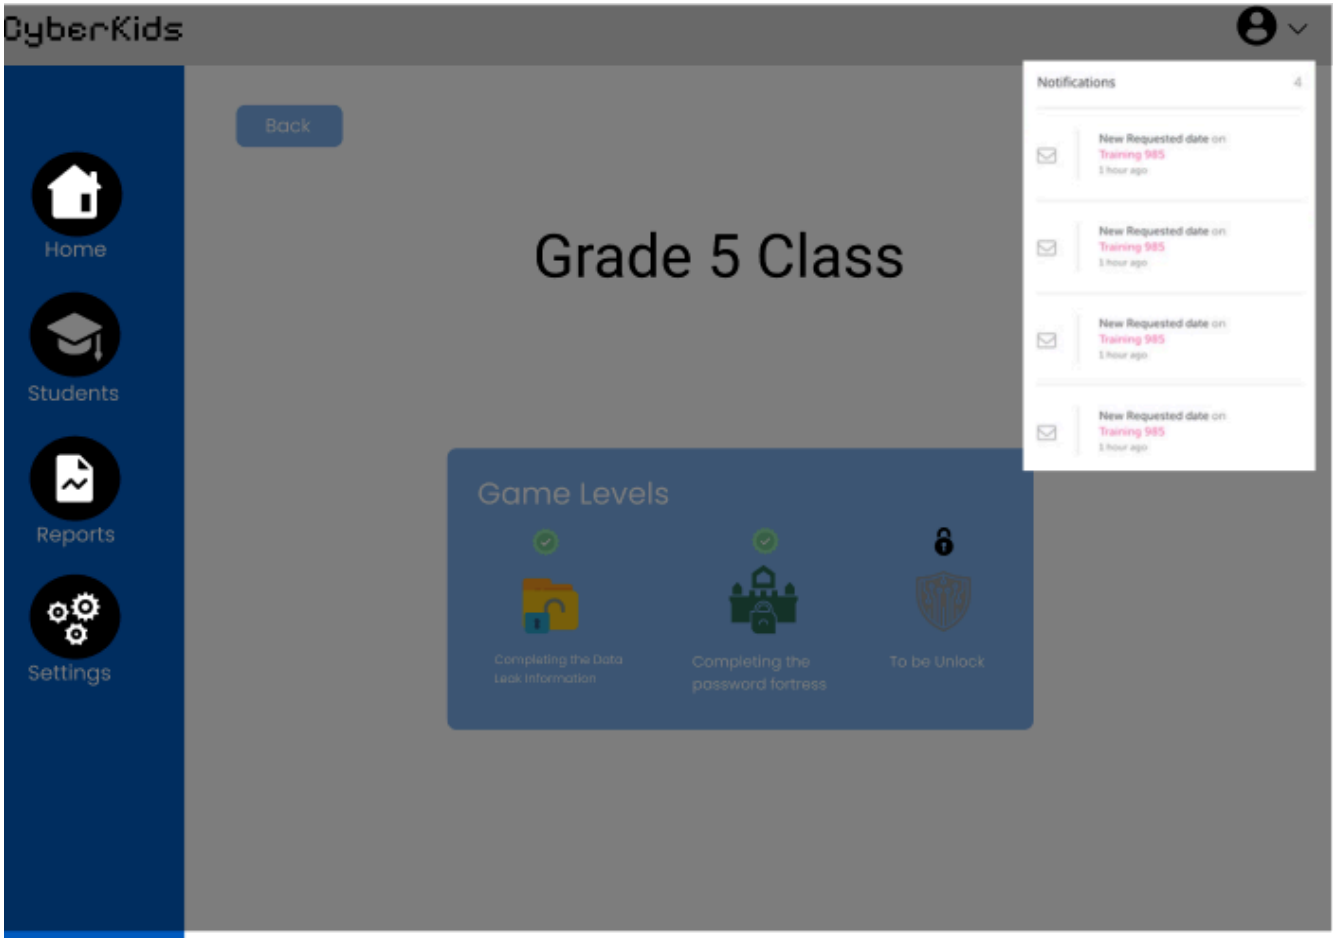 CyberKids
Back
Home
Students
Reports
Settings
Grade 5 Class
Notifications 4
New Requested date on
Training 985
1 hour ago
New Requested date on
Training 985
1 hour ago
New Requested date on
Training 985
1 hour ago
New Requested date on
Training 985
1 hour ago
Game Levels
Completing the Data
Leak Information
Completing the
password fortress
To be Unlock